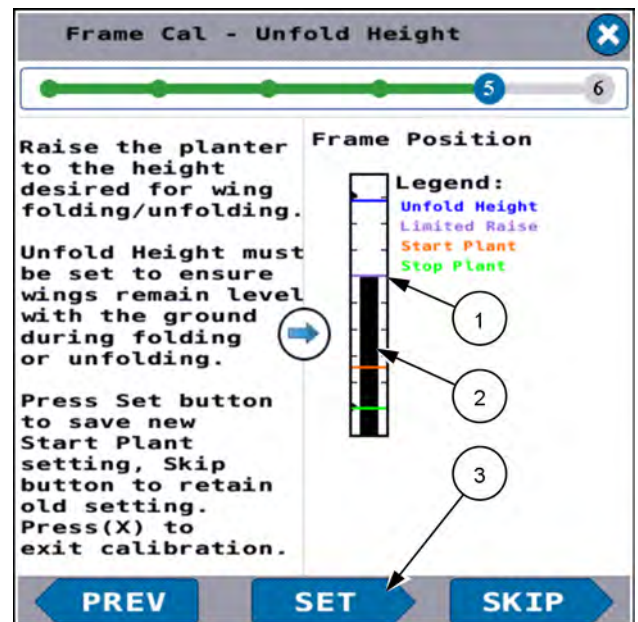 Frame Cal - Unfold Height
5
6
Raise the planter
to the height
desired for wing
folding/unfolding.
Unfold Height must
be set to ensure
wings remain level
with the ground
during folding
or unfolding.
Press Set button
to save new
Start Plant
setting, Skip
button to retain
old setting.
Press(X) to
exit calibration.
Frame Position
Legend:
Unfold Height
Limited Raise
Start Plant
Stop Plant
1
2
3
PREV
SET
SKIP